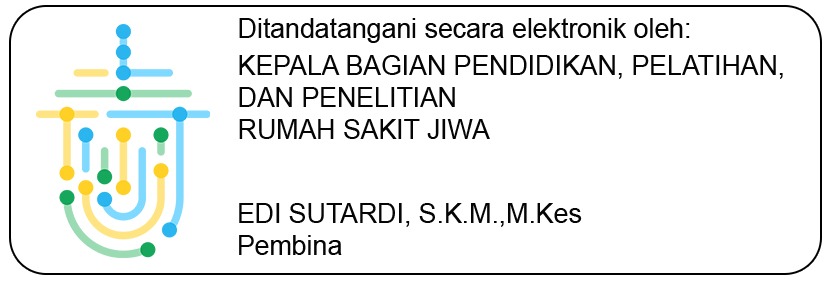 Ditandatangani secara elektronik oleh:
KEPALA BAGIAN PENDIDIKAN, PELATIHAN,
DAN PENELITIAN
RUMAH SAKIT JIWA
EDI SUTARDI, S.K.M.,M.Kes
Pembina